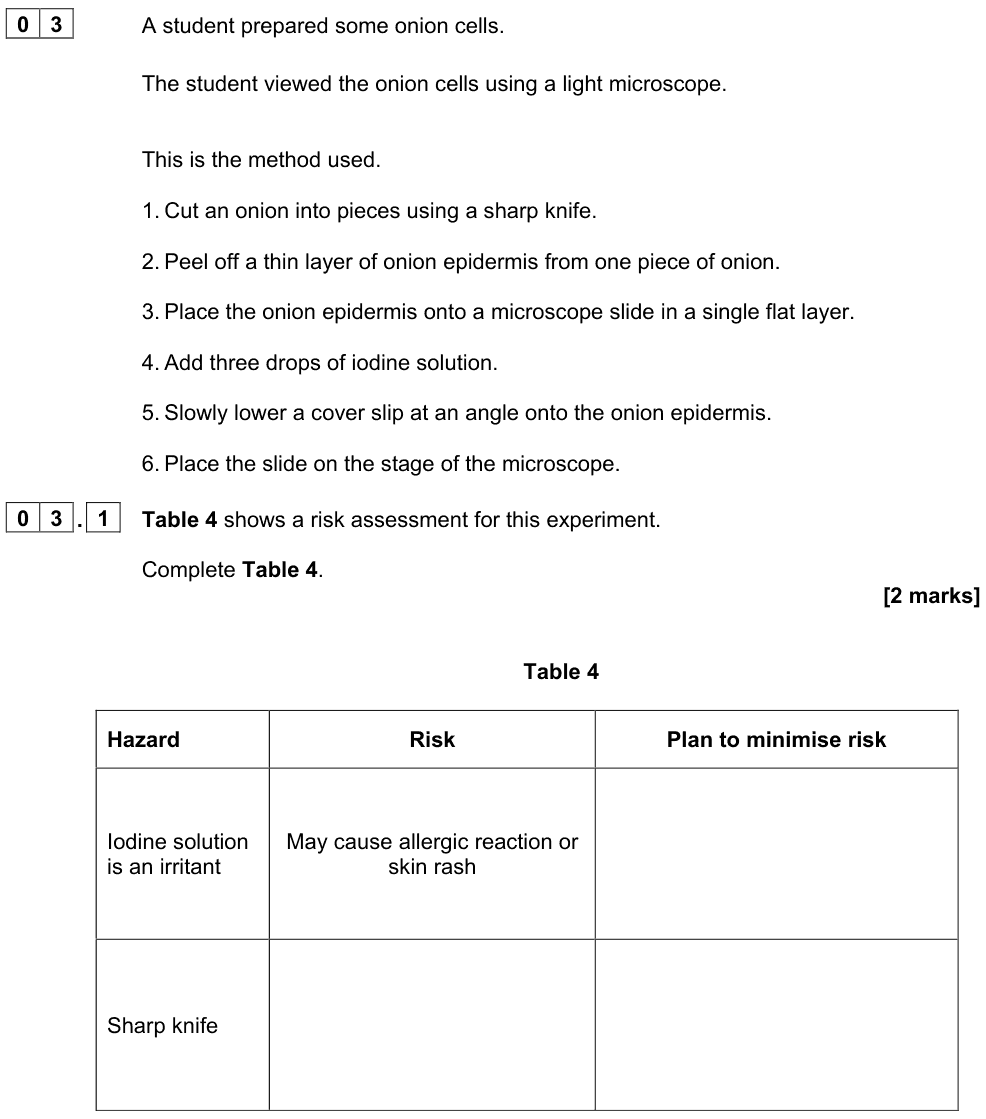 0 3 A student prepared some onion cells.
The student viewed the onion cells using a light microscope.
This is the method used.
1. Cut an onion into pieces using a sharp knife.
2. Peel off a thin layer of onion epidermis from one piece of onion.
3. Place the onion epidermis onto a microscope slide in a single flat layer.
4. Add three drops of iodine solution.
5. Slowly lower a cover slip at an angle onto the onion epidermis.
6. Place the slide on the stage of the microscope.
0 3 . 1 Table 4 shows a risk assessment for this experiment.
Complete Table 4.
[2 marks]
Table 4
Hazard Risk Plan to minimise risk
Iodine solution
is an irritant
May cause allergic reaction or
skin rash
Sharp knife